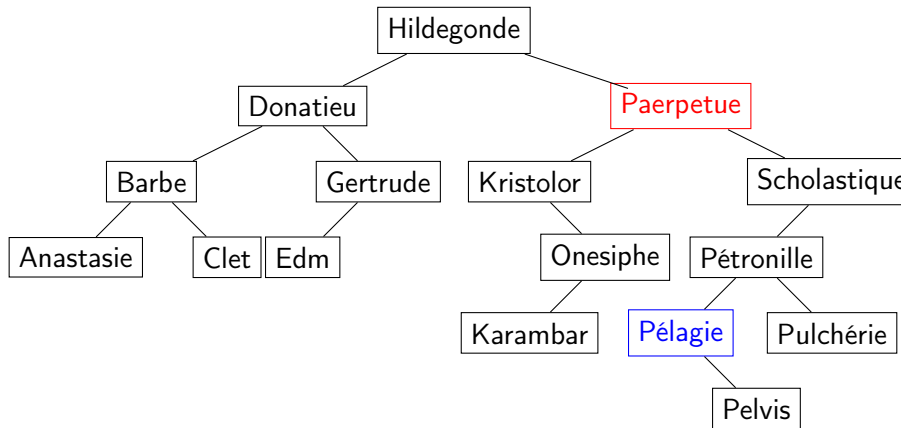 Hildegonde
Donatieu
Paerpetue
Barbe
Gertrude
Kristolor
Scholastique
Anastasie
Clet
Edm
Onesiphe
Pétronille
Karambar
Pélagie
Pulchérie
Pelvis